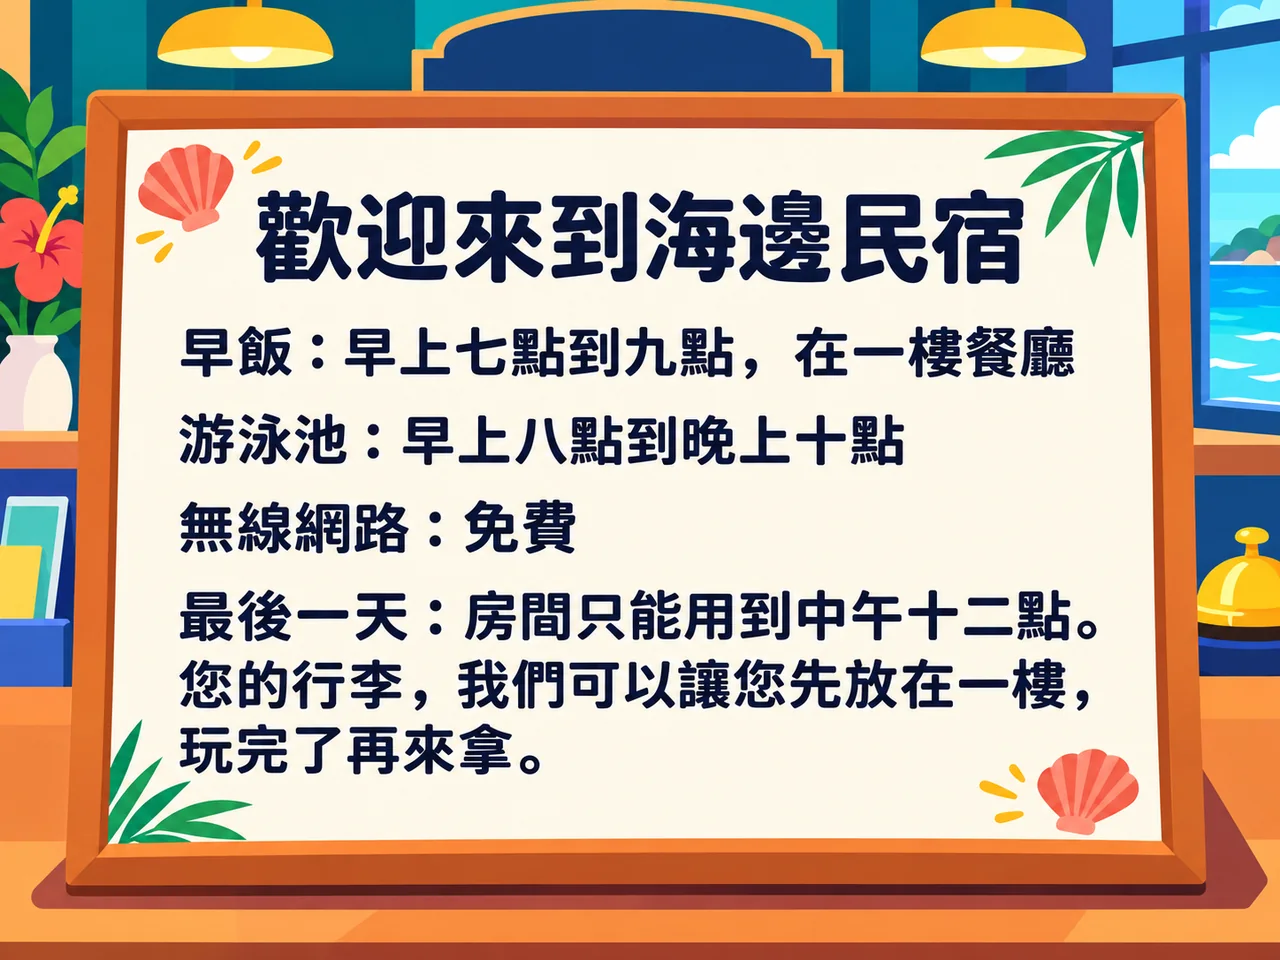 歡迎來到海邊民宿
早飯：早上七點到九點，在一樓餐廳
游泳池：早上八點到晚上十點
無線網路：免費
最後一天：房間只能用到中午十二點。
您的行李，我們可以讓您先放在一樓，
玩完了再來拿。